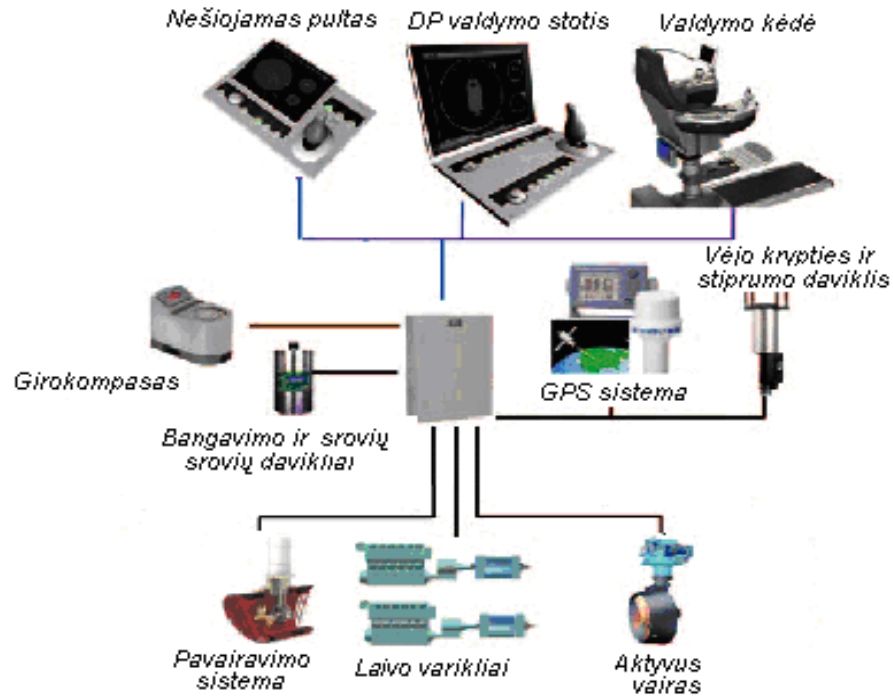 Nešiojamas pultas
DP valdymo stotis
Valdymo kėdė
Vėjo krypties ir
stiprumo daviklis
Girokompasas
GPS sistema
Bangavimo ir srovių
srovių davikliai
Pavairavimo
sistema
Laivo varikliai
Aktyvus
vairas